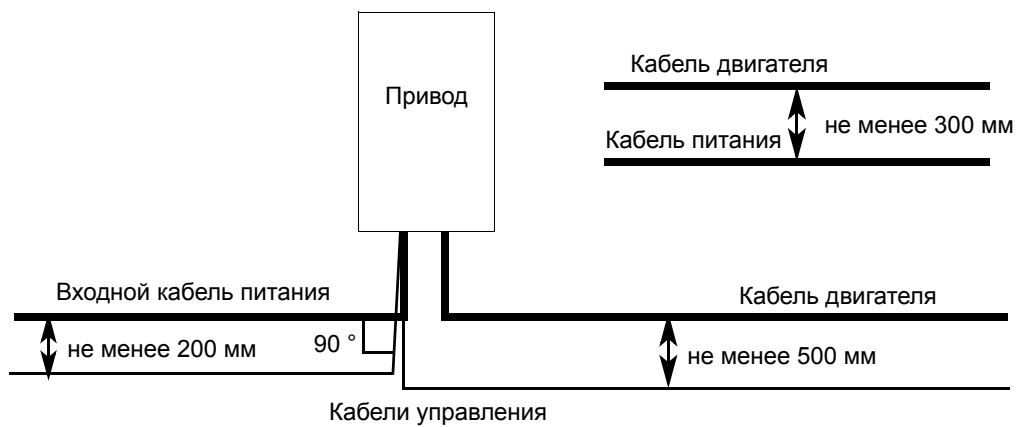 Кабель двигателя
Привод
не менее 300 мм
Кабель питания
Входной кабель питания
Кабель двигателя
не менее 200 мм
90 °
не менее 500 мм
Кабели управления